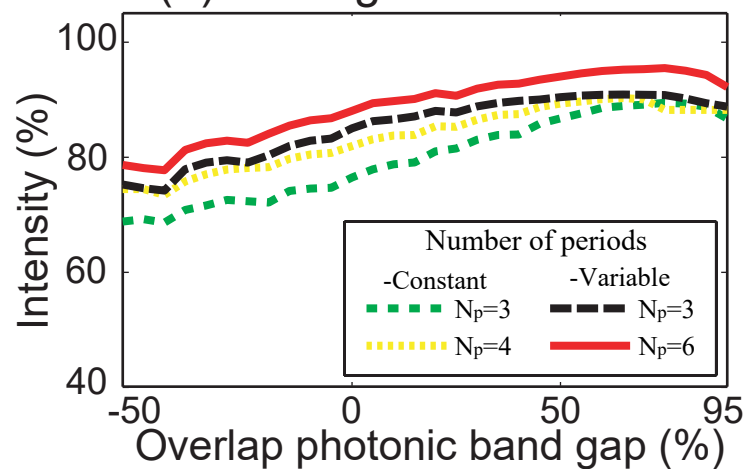 100
80
60
40
Intensity (%)
Number of periods
-Constant -Variable
Np=3 Np=3
Np=4 Np=6
-50 0 50 95
Overlap photonic band gap (%)